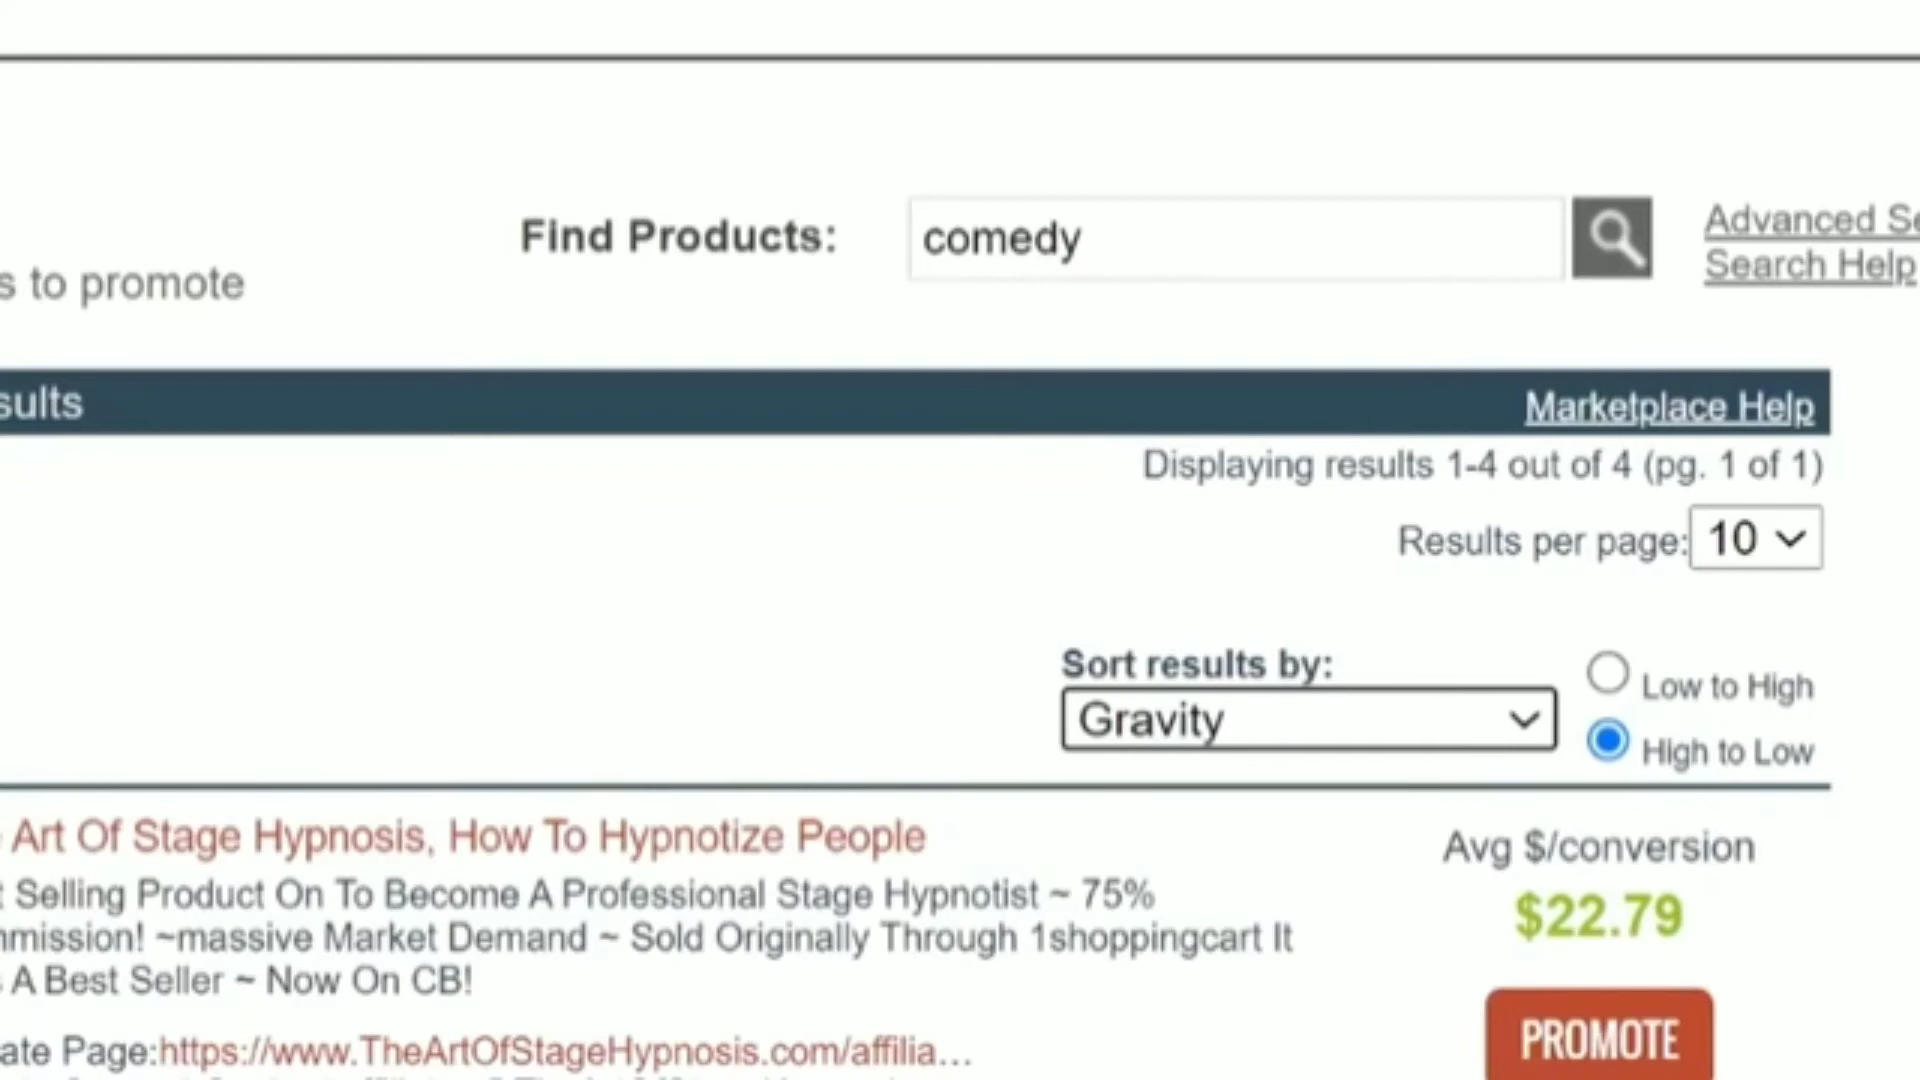 Find Products: comedy
Advanced
Search Help
s to promote
sults
Marketplace Help
Displaying results 1-4 out of 4 (pg. 1 of 1)
Results per page: 10
Sort results by:
Gravity
Low to High
High to Low
Art Of Stage Hypnosis, How To Hypnotize People
Avg $/conversion
Selling Product On To Become A Professional Stage Hypnotist ~ 75%
$22.79
mmission! ~massive Market Demand ~ Sold Originally Through 1shoppingcart It
A Best Seller ~ Now On CB!
PROMOTE
ate Page:https://www.TheArtOfStageHypnosis.com/affilia...